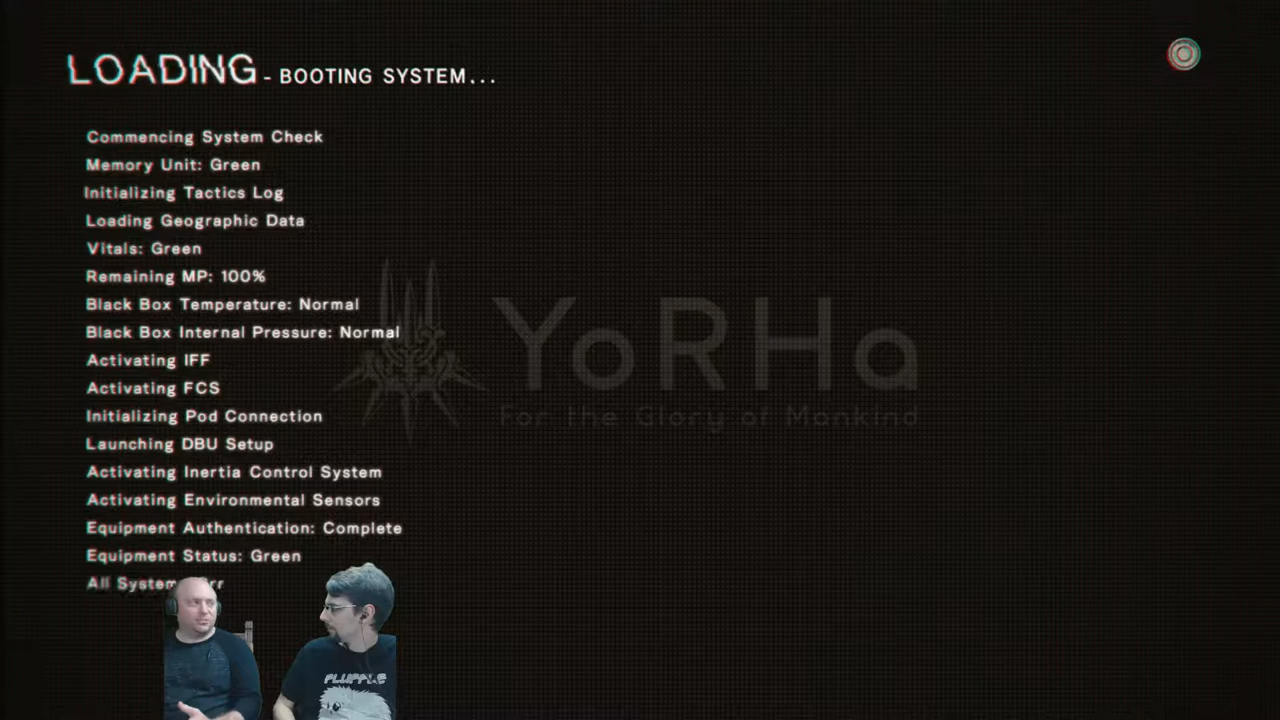 LOADING - BOOTING SYSTEM...
Commencing System Check
Memory Unit: Green
Initializing Tactics Log
Loading Geographic Data
Vitals: Green
Remaining MP: 100%
Black Box Temperature: Normal
Black Box Internal Pressure: Normal
Activating IFF
Activating FCS
Initializing Pod Connection
Launching DBU Setup
Activating Inertia Control System
Activating Environmental Sensors
Equipment Authentication: Complete
Equipment Status: Green
All System
YoRHa
For the Glory of Mankind
FLUFFLE